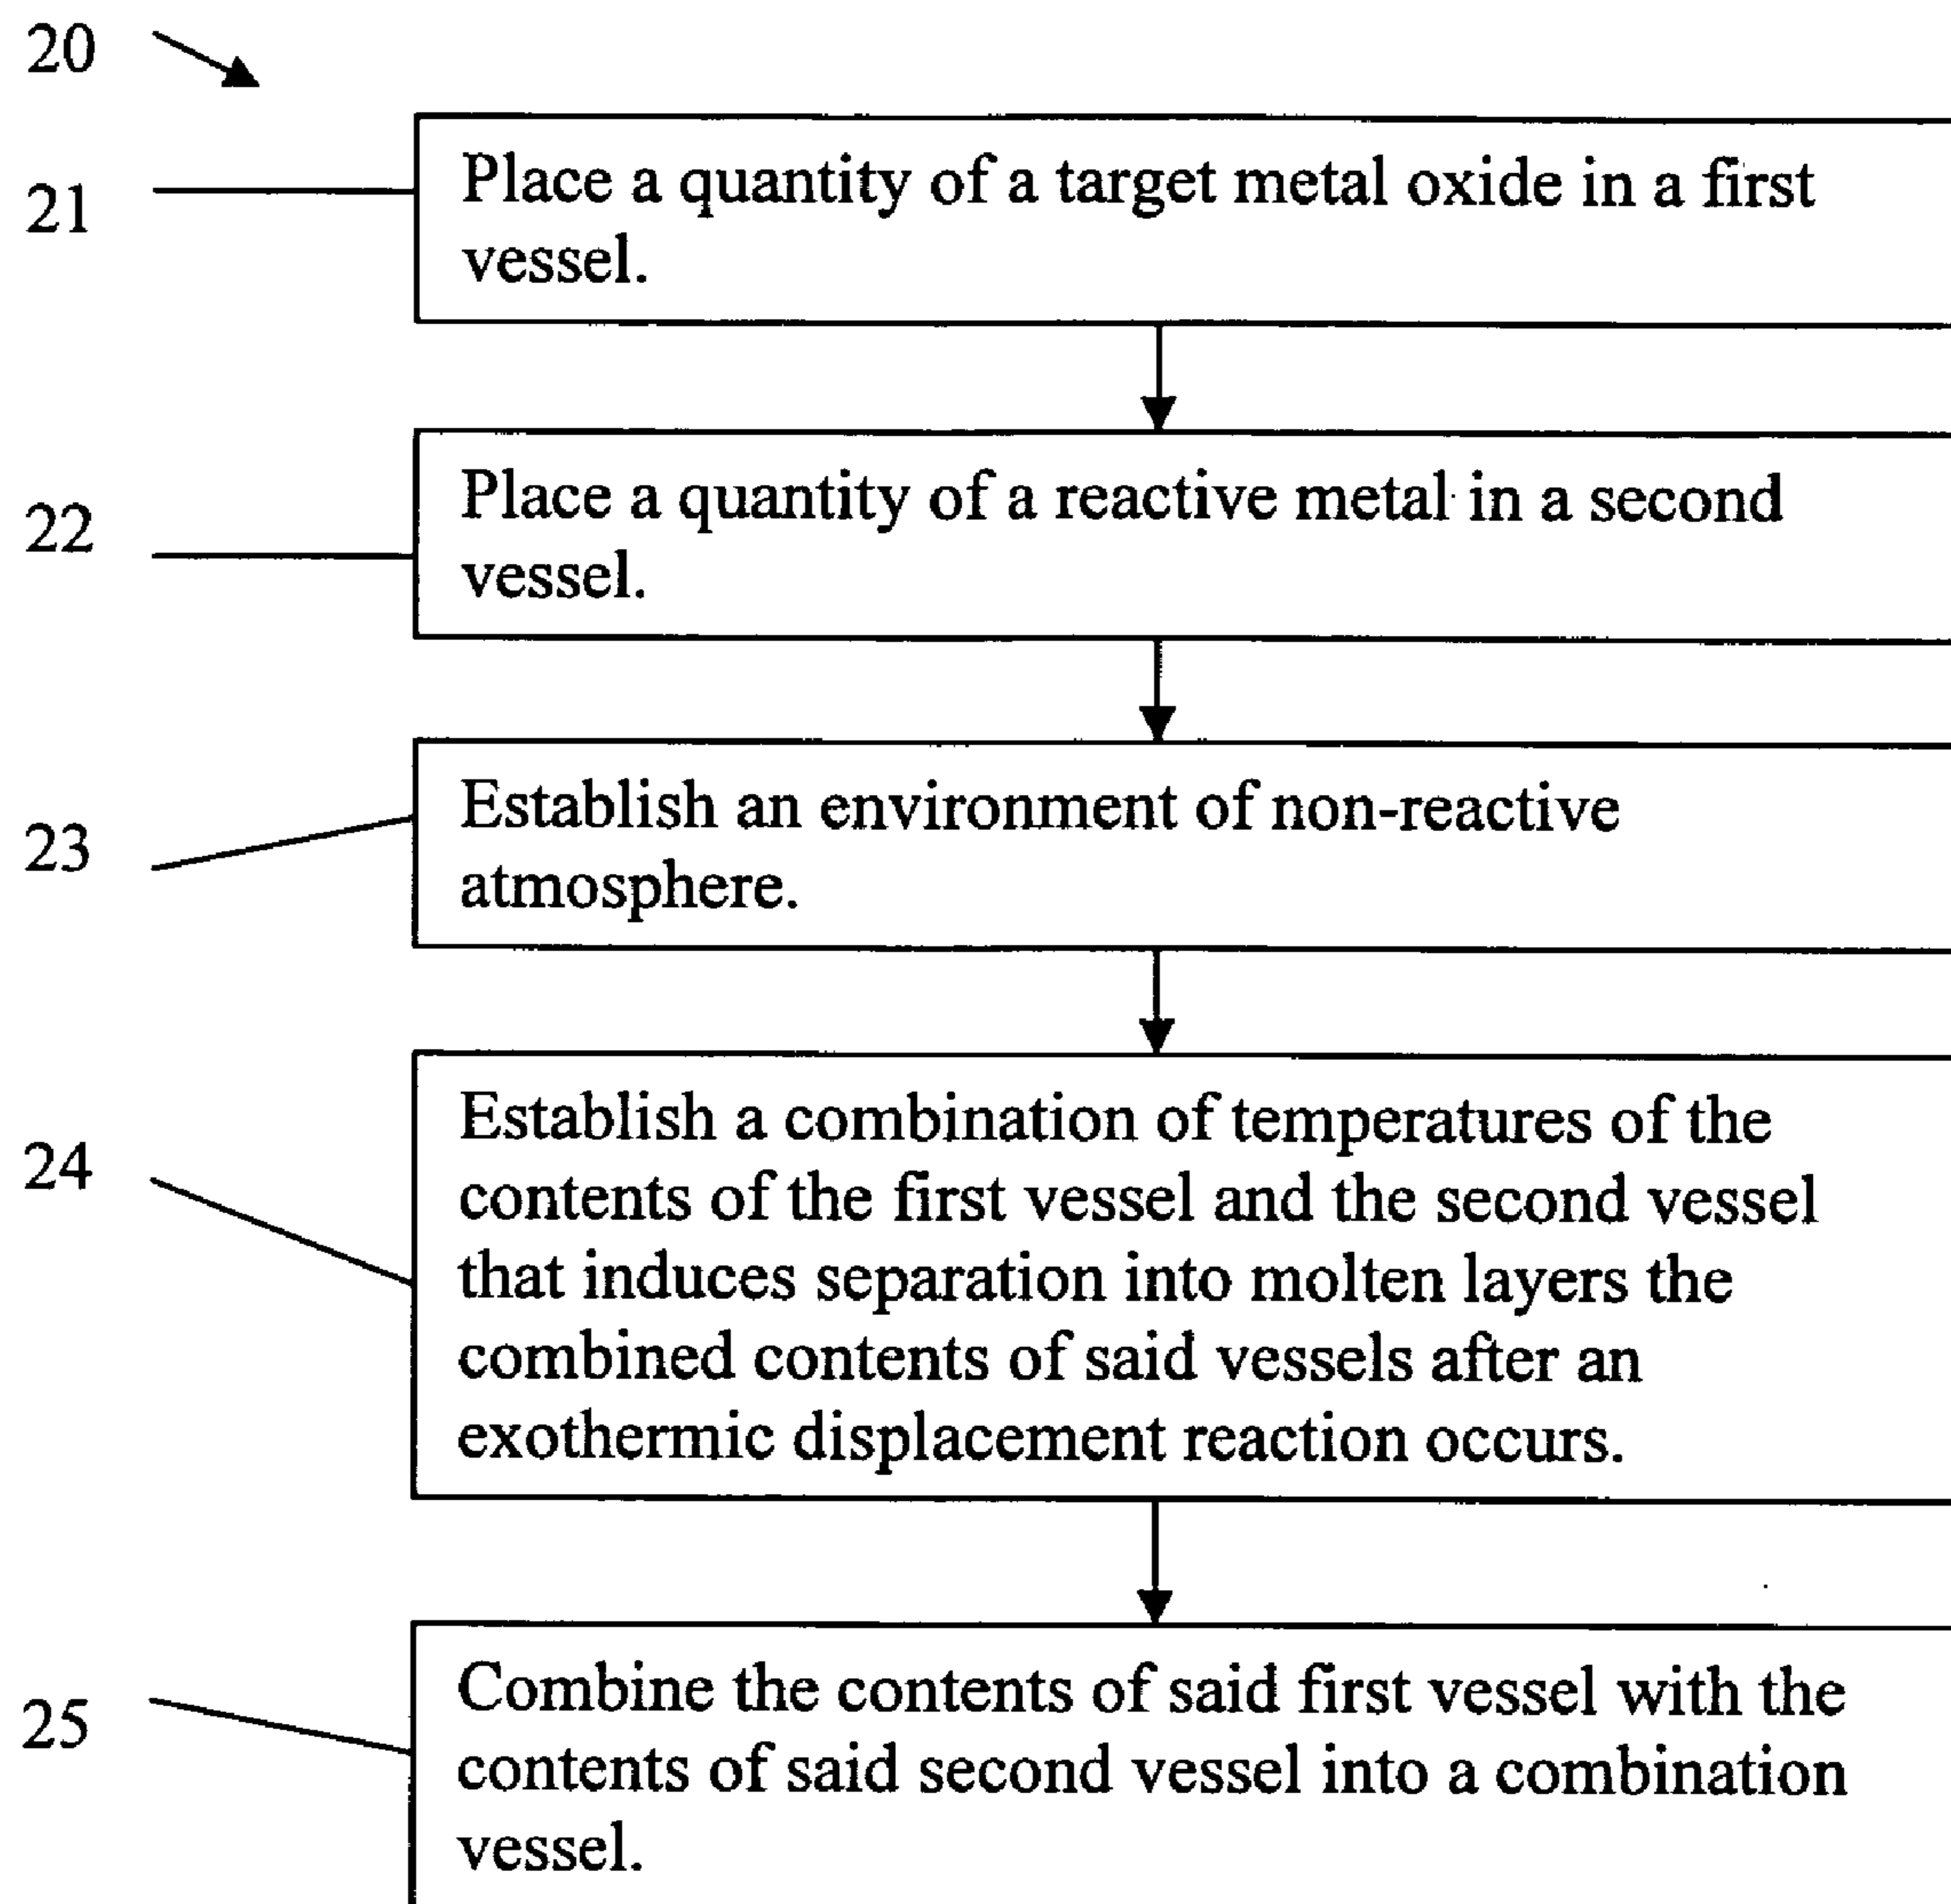 20
21
Place a quantity of a target metal oxide in a first
vessel.
22
Place a quantity of a reactive metal in a second
vessel.
23
Establish an environment of non-reactive
atmosphere.
24
Establish a combination of temperatures of the
contents of the first vessel and the second vessel
that induces separation into molten layers the
combined contents of said vessels after an
exothermic displacement reaction occurs.
25
Combine the contents of said first vessel with the
contents of said second vessel into a combination
vessel.